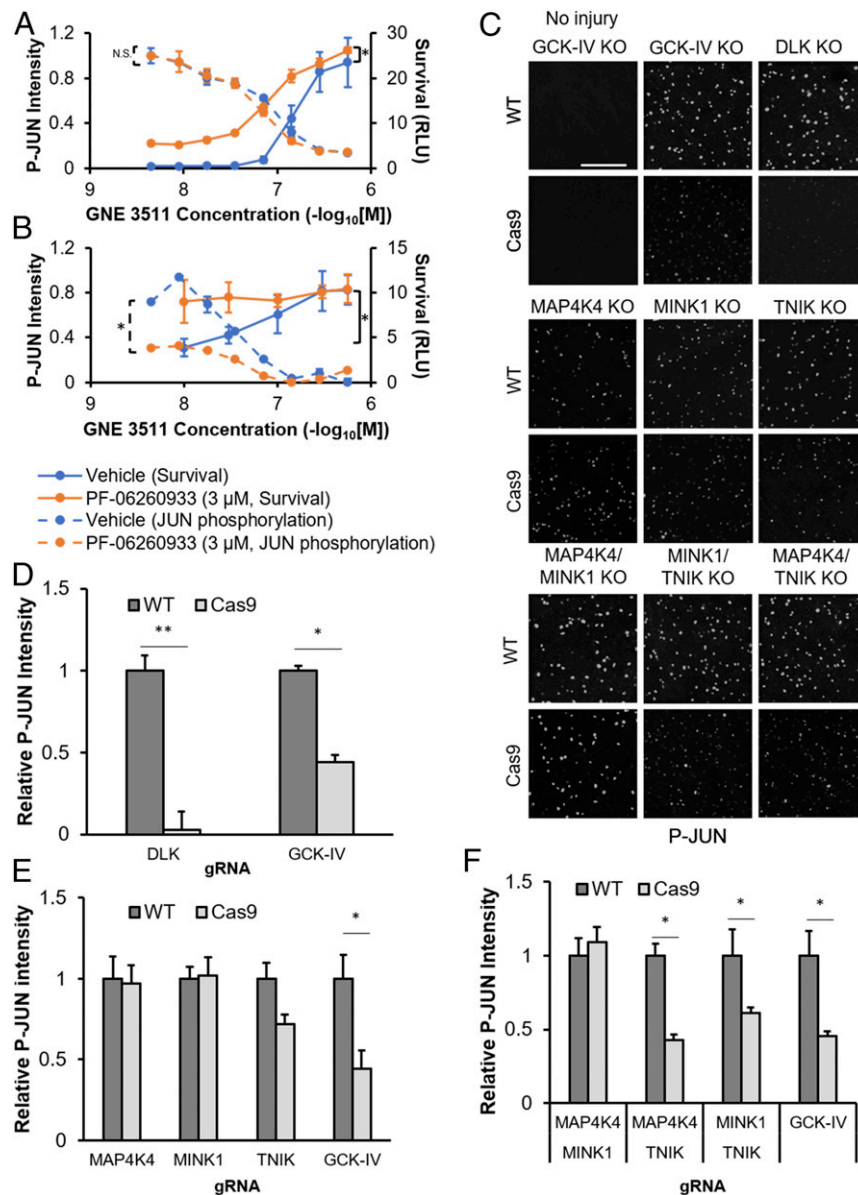 A
1.2
0.8
0.4
0
P-JUN Intensity
N.S.
*
30
20
10
0
Survival (RLU)
9 8 7 6
GNE 3511 Concentration (-log10[M])
B
1.2
0.8
0.4
0
P-JUN Intensity
*
*
15
10
5
0
Survival (RLU)
9 8 7 6
GNE 3511 Concentration (-log10[M])
Vehicle (Survival)
PF-06260933 (3 μM, Survival)
Vehicle (JUN phosphorylation)
PF-06260933 (3 μM, JUN phosphorylation)
C
No injury
GCK-IV KO GCK-IV KO DLK KO
WT
Cas9
MAP4K4 KO MINK1 KO TNIK KO
WT
Cas9
MAP4K4/ MINK1/ MAP4K4/
MINK1 KO TNIK KO TNIK KO
WT
Cas9
P-JUN
D
WT Cas9
** *
1.5
1
0.5
0
Relative P-JUN Intensity
DLK GCK-IV
gRNA
E
WT Cas9
*
1.5
1
0.5
0
Relative P-JUN intensity
MAP4K4 MINK1 TNIK GCK-IV
gRNA
F
WT Cas9
* * *
1.5
1
0.5
0
Relative P-JUN Intensity
MAP4K4 MAP4K4 MINK1 GCK-IV
MINK1 TNIK TNIK
gRNA